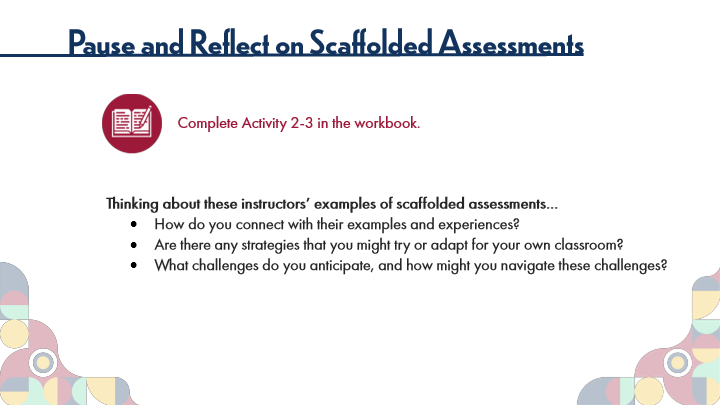 Pause and Reflect on Scaffolded Assessments
Complete Activity 2-3 in the workbook.
Thinking about these instructors’ examples of scaffolded assessments…
• How do you connect with their examples and experiences?
• Are there any strategies that you might try or adapt for your own classroom?
• What challenges do you anticipate, and how might you navigate these challenges?